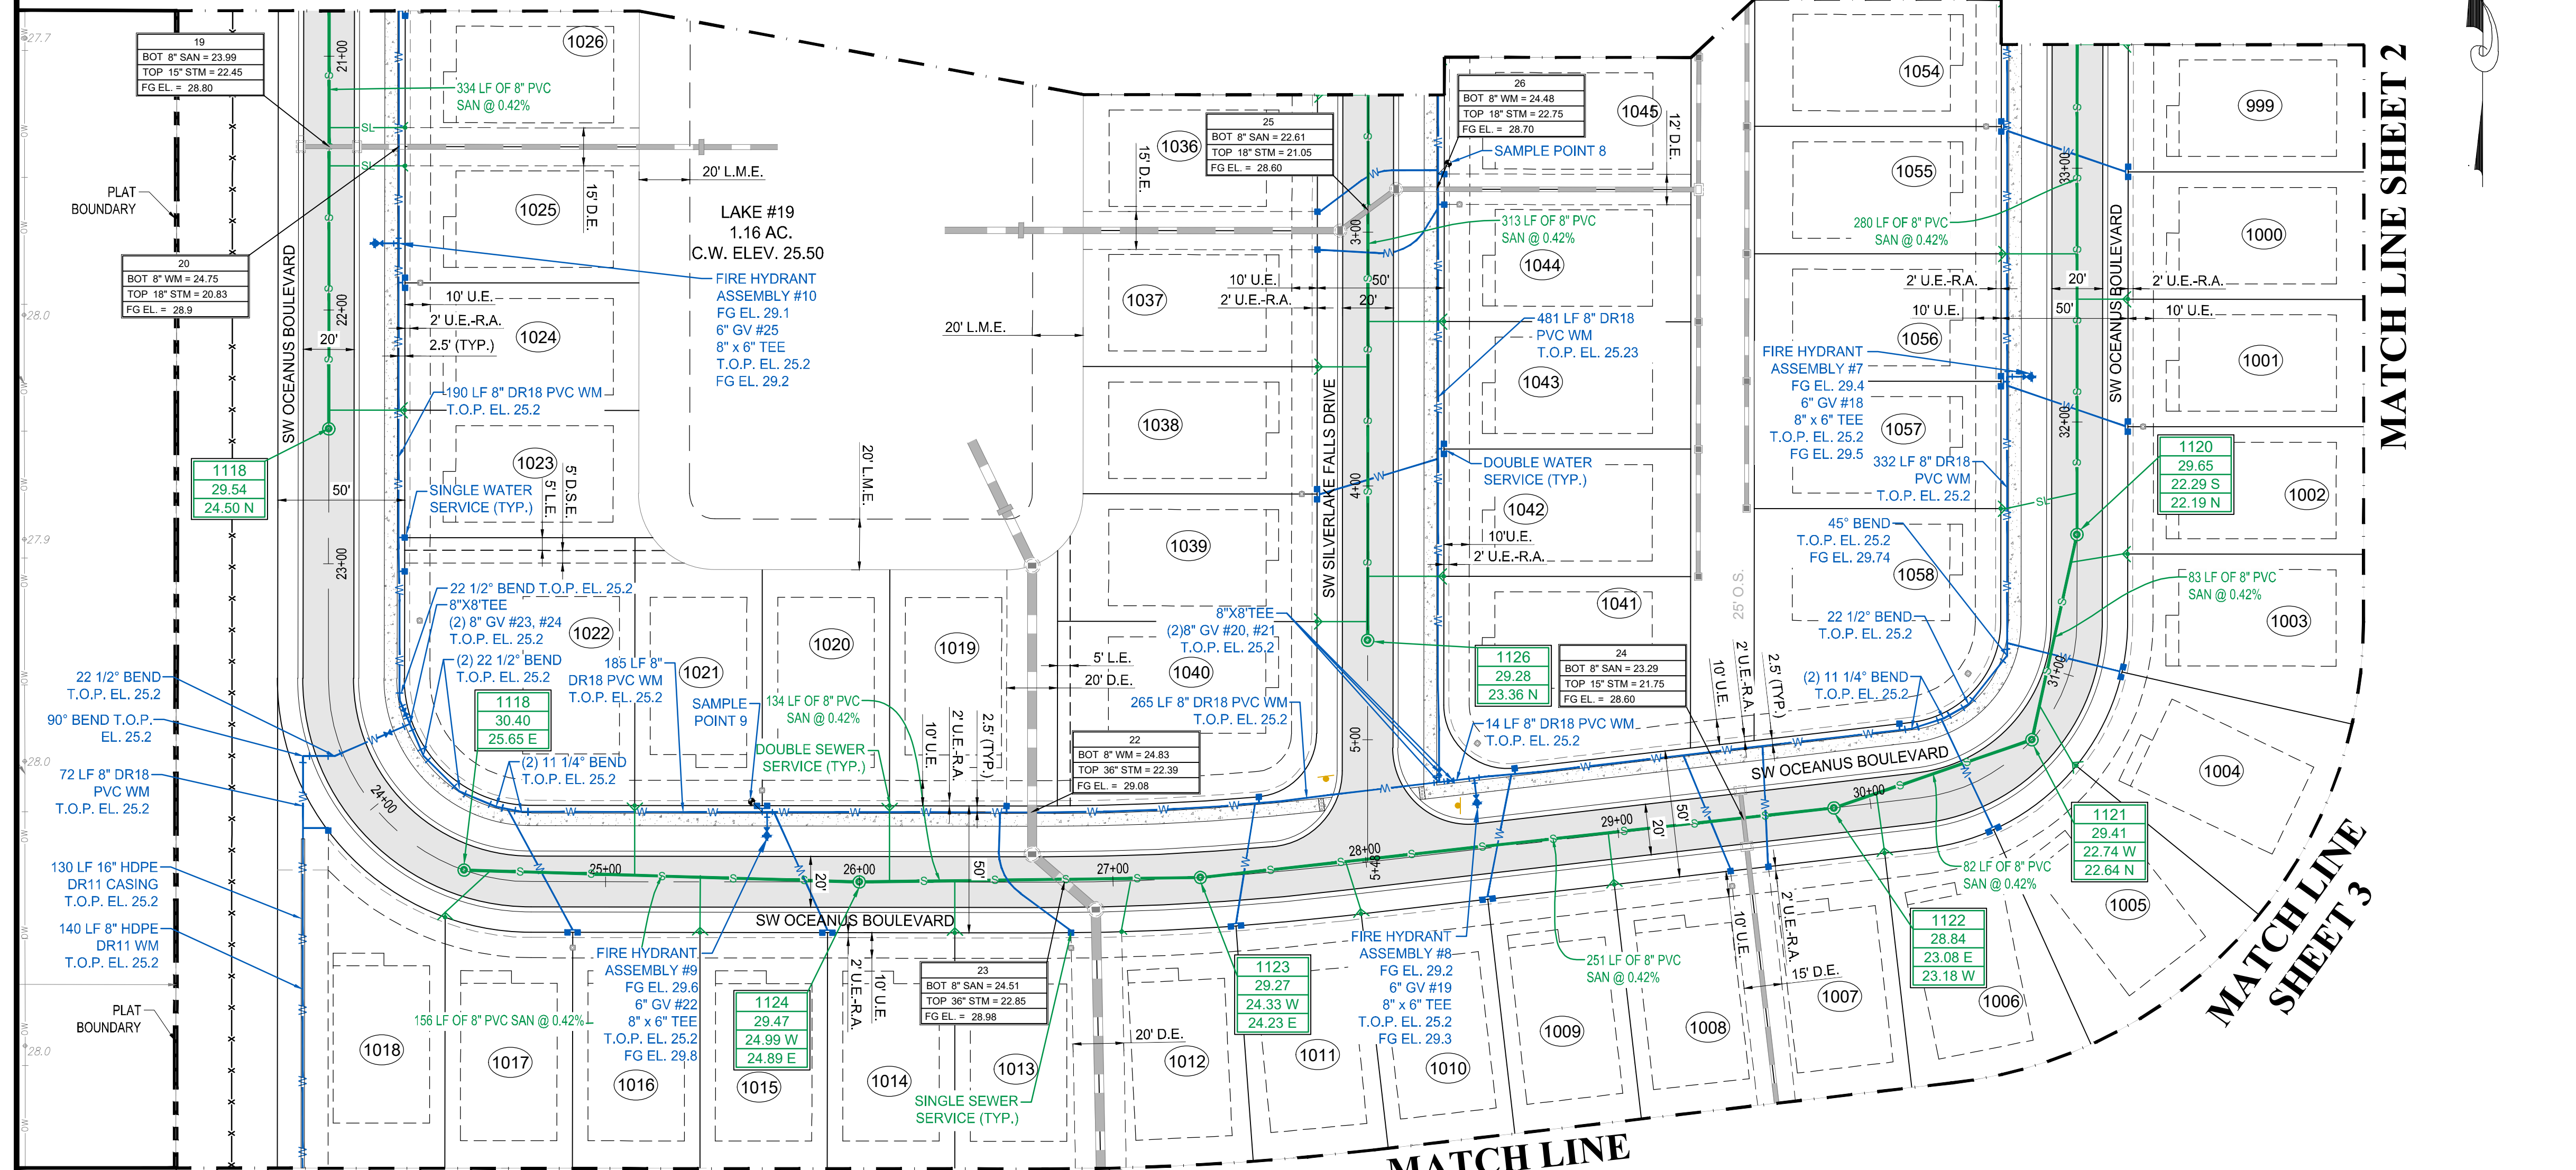 19
BOT 8" SAN = 23.99
TOP 15" STM = 22.45
FG EL. = 28.80
20
BOT 8" WM = 24.75
TOP 18" STM = 20.83
FG EL. = 28.9
27.7
28.0
27.9
28.0
28.0
PLAT
BOUNDARY
SW OCEANUS BOULEVARD
20'
50'
21+00
22+00
23+00
24+00
334 LF OF 8" PVC
SAN @ 0.42%
SL
SL
1026
1025
1024
1023
15' D.E.
20' L.M.E.
LAKE #19
1.16 AC.
C.W. ELEV. 25.50
FIRE HYDRANT
ASSEMBLY #10
FG EL. 29.1
6" GV #25
8" x 6" TEE
T.O.P. EL. 25.2
FG EL. 29.2
10' U.E.
2' U.E.-R.A.
2.5' (TYP.)
190 LF 8" DR18 PVC WM
T.O.P. EL. 25.2
1118
29.54
24.50 N
SINGLE WATER
SERVICE (TYP.)
5' L.E.
5' D.S.E.
20' L.M.E.
20' L.M.E.
22 1/2° BEND T.O.P. EL. 25.2
8"X8'TEE
(2) 8" GV #23, #24
T.O.P. EL. 25.2
(2) 22 1/2° BEND
T.O.P. EL. 25.2
1022
1021
1020
1019
185 LF 8"
DR18 PVC WM
T.O.P. EL. 25.2
SAMPLE
POINT 9
134 LF OF 8" PVC
SAN @ 0.42%
DOUBLE SEWER
SERVICE (TYP.)
10' U.E.
2' U.E.-R.A.
2.5' (TYP.)
1118
30.40
25.65 E
(2) 11 1/4° BEND
T.O.P. EL. 25.2
22 1/2° BEND
T.O.P. EL. 25.2
90° BEND T.O.P.
EL. 25.2
72 LF 8" DR18
PVC WM
T.O.P. EL. 25.2
130 LF 16" HDPE
DR11 CASING
T.O.P. EL. 25.2
140 LF 8" HDPE
DR11 WM
T.O.P. EL. 25.2
PLAT
BOUNDARY
25+00
26+00
27+00
28+00
29+00
30+00
20'
50'
SW OCEANUS BOULEVARD
22
BOT 8" WM = 24.83
TOP 36" STM = 22.39
FG EL. = 29.08
23
BOT 8" SAN = 24.51
TOP 36" STM = 22.85
FG EL. = 28.98
FIRE HYDRANT
ASSEMBLY #9
FG EL. 29.6
6" GV #22
8" x 6" TEE
T.O.P. EL. 25.2
FG EL. 29.8
156 LF OF 8" PVC SAN @ 0.42%
1124
29.47
24.99 W
24.89 E
2' U.E.-R.A.
10' U.E.
SINGLE SEWER
SERVICE (TYP.)
20' D.E.
1018
1017
1016
1015
1014
1013
1012
1011
1010
1009
1008
1007
1006
1005
1004
1123
29.27
24.33 W
24.23 E
FIRE HYDRANT
ASSEMBLY #8
FG EL. 29.2
6" GV #19
8" x 6" TEE
T.O.P. EL. 25.2
FG EL. 29.3
251 LF OF 8" PVC
SAN @ 0.42%
1036
1037
1038
1039
1040
15' D.E.
25
BOT 8" SAN = 22.61
TOP 18" STM = 21.05
FG EL. = 28.60
26
BOT 8" WM = 24.48
TOP 18" STM = 22.75
FG EL. = 28.70
SAMPLE POINT 8
12' D.E.
313 LF OF 8" PVC
SAN @ 0.42%
3+00
4+00
5+00
5+48
10' U.E.
2' U.E.-R.A.
50'
20'
SW SILVERLAKE FALLS DRIVE
481 LF 8" DR18
PVC WM
T.O.P. EL. 25.23
DOUBLE WATER
SERVICE (TYP.)
1045
1044
1043
1042
1041
10'U.E.
2' U.E.-R.A.
5' L.E.
20' D.E.
8"X8'TEE
(2)8" GV #20, #21
T.O.P. EL. 25.2
265 LF 8" DR18 PVC WM
T.O.P. EL. 25.2
1126
29.28
23.36 N
24
BOT 8" SAN = 23.29
TOP 15" STM = 21.75
FG EL. = 28.60
14 LF 8" DR18 PVC WM
T.O.P. EL. 25.2
25' O.S.
10' U.E.
2' U.E.-R.A.
2.5' (TYP.)
SW OCEANUS BOULEVARD
50'
20'
10' U.E.
2' U.E.-R.A.
15' D.E.
1054
1055
1056
1057
1058
280 LF OF 8" PVC
SAN @ 0.42%
2' U.E.-R.A.
10' U.E.
20'
50'
2' U.E.-R.A.
10' U.E.
33+00
32+00
31+00
SW OCEANUS BOULEVARD
FIRE HYDRANT
ASSEMBLY #7
FG EL. 29.4
6" GV #18
8" x 6" TEE
T.O.P. EL. 25.2
FG EL. 29.5
332 LF 8" DR18
PVC WM
T.O.P. EL. 25.2
SL
45° BEND
T.O.P. EL. 25.2
FG EL. 29.74
22 1/2° BEND
T.O.P. EL. 25.2
(2) 11 1/4° BEND
T.O.P. EL. 25.2
999
1000
1001
1002
1003
1120
29.65
22.29 S
22.19 N
83 LF OF 8" PVC
SAN @ 0.42%
1121
29.41
22.74 W
22.64 N
82 LF OF 8" PVC
SAN @ 0.42%
1122
28.84
23.08 E
23.18 W
MATCH LINE SHEET 2
MATCH LINE
SHEET 3
MATCH LINE